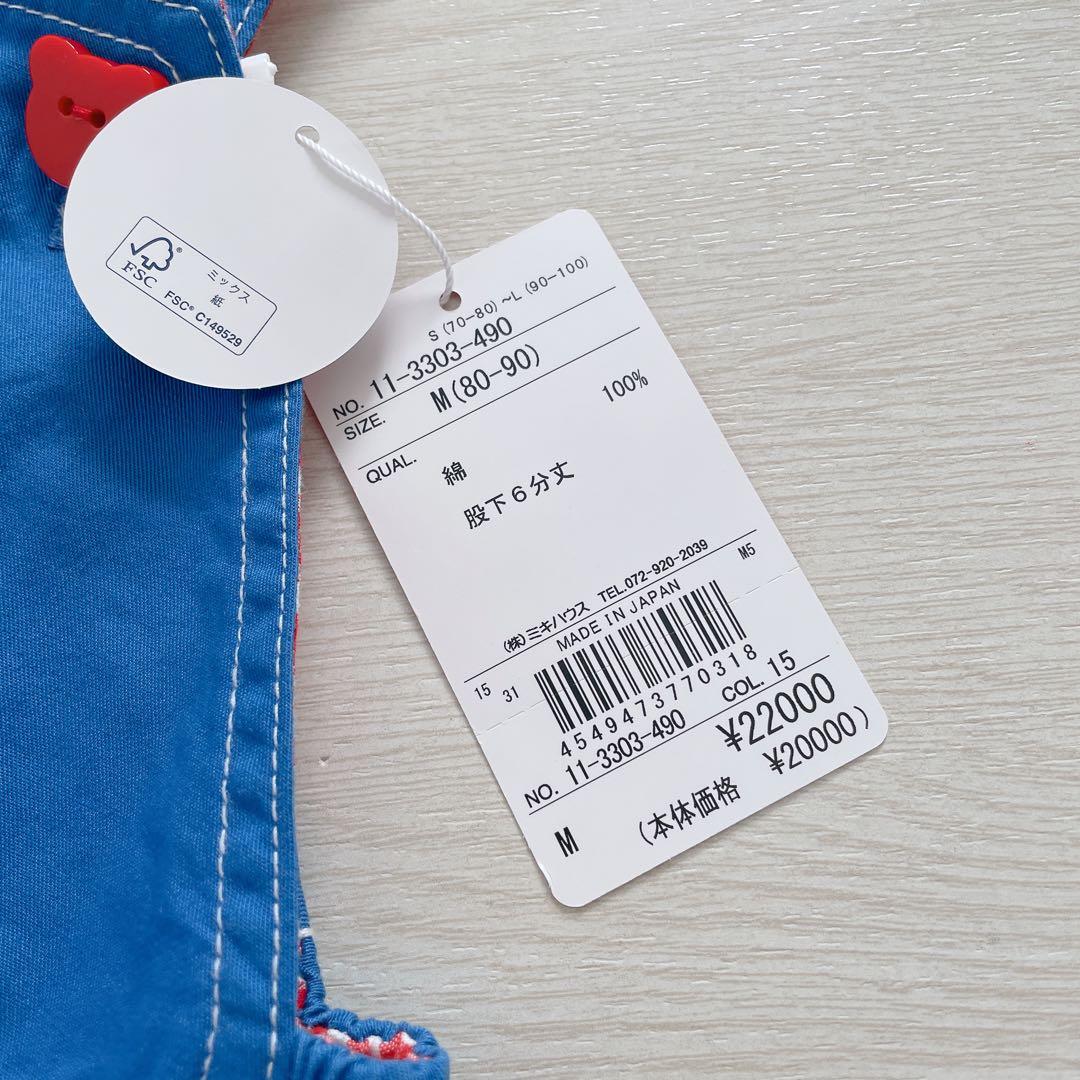 FSC®
ミックス
紙
FSC® C149529
S(70-80)~L(90-100)
NO. 11-3303-490
SIZE. M(80-90)
QUAL. 綿 100%
股下6分丈
M5
(株)ミキハウス TEL.072-920-2039
MADE IN JAPAN
15 31
4549473770318
NO. 11-3303-490 COL. 15
¥22000
M (本体価格 ¥20000)